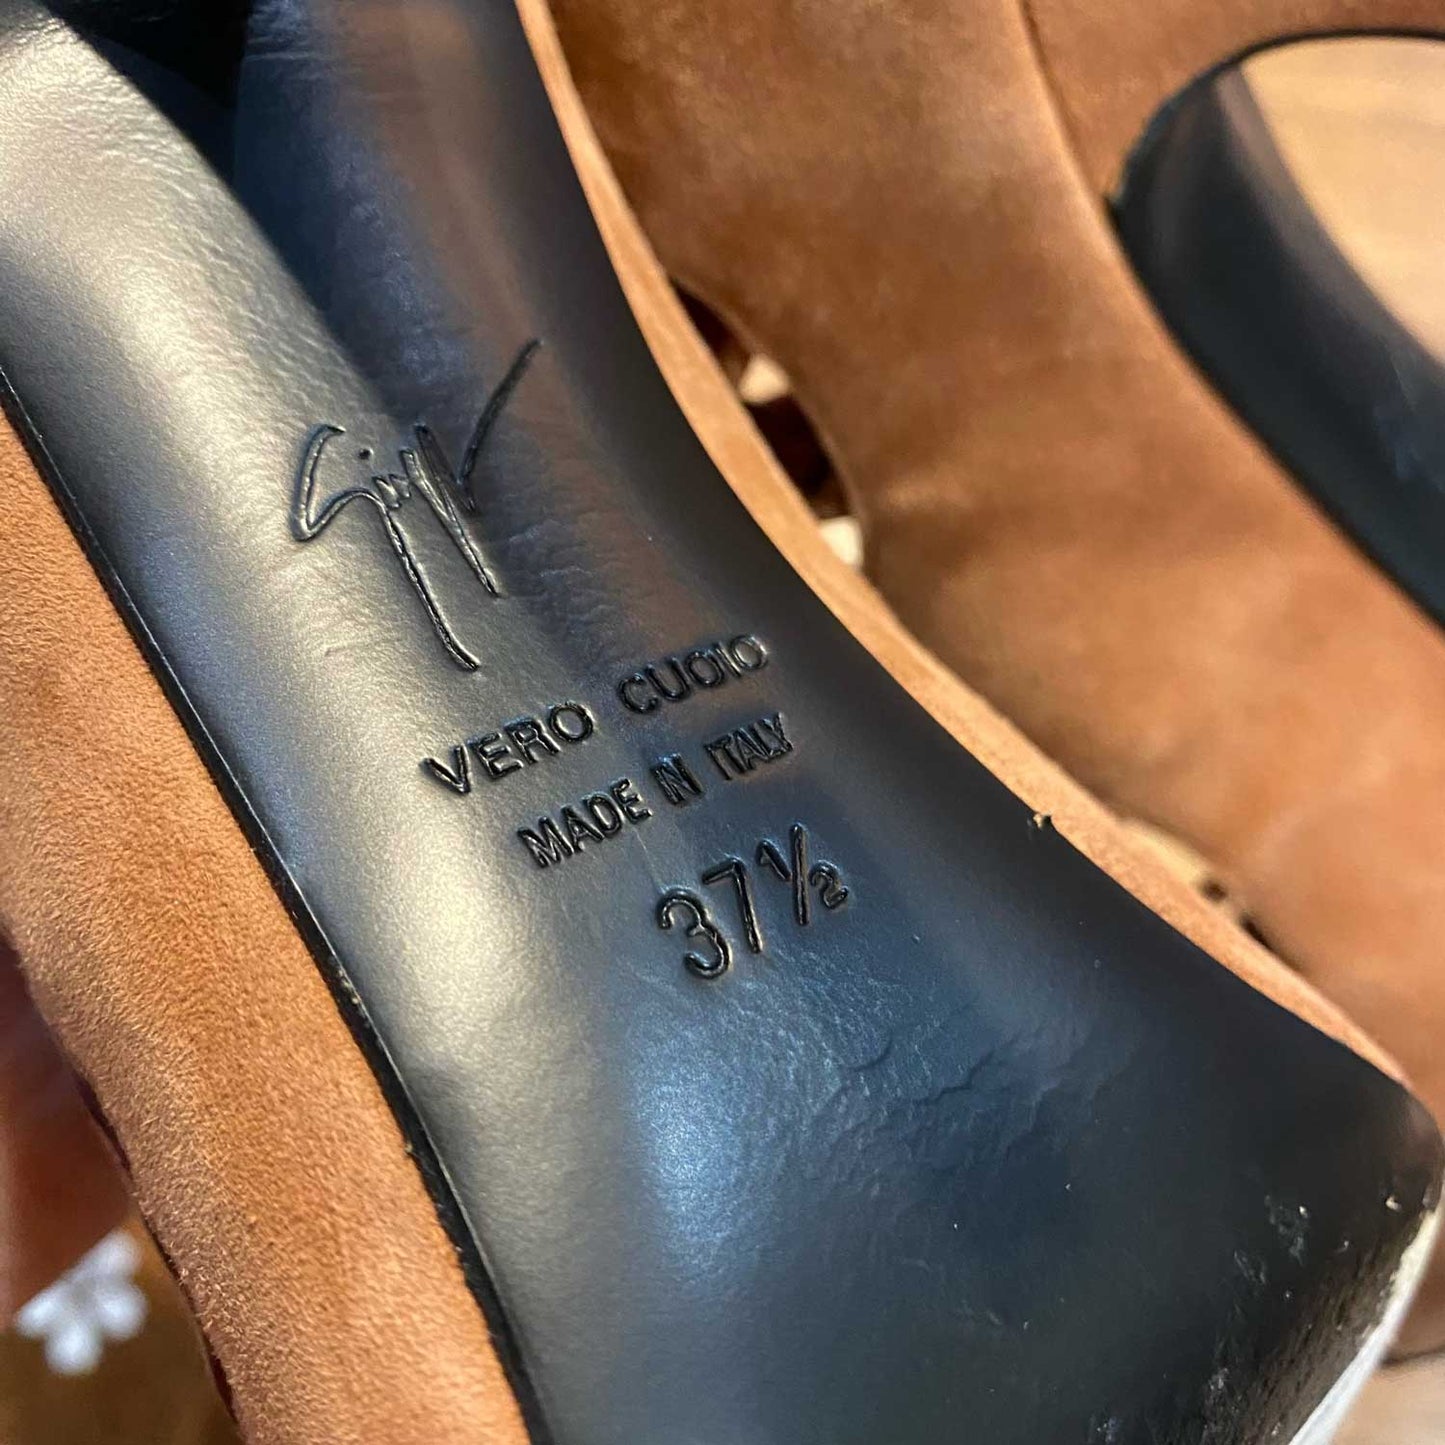 VERO CUOIO
MADE IN ITALY
37½